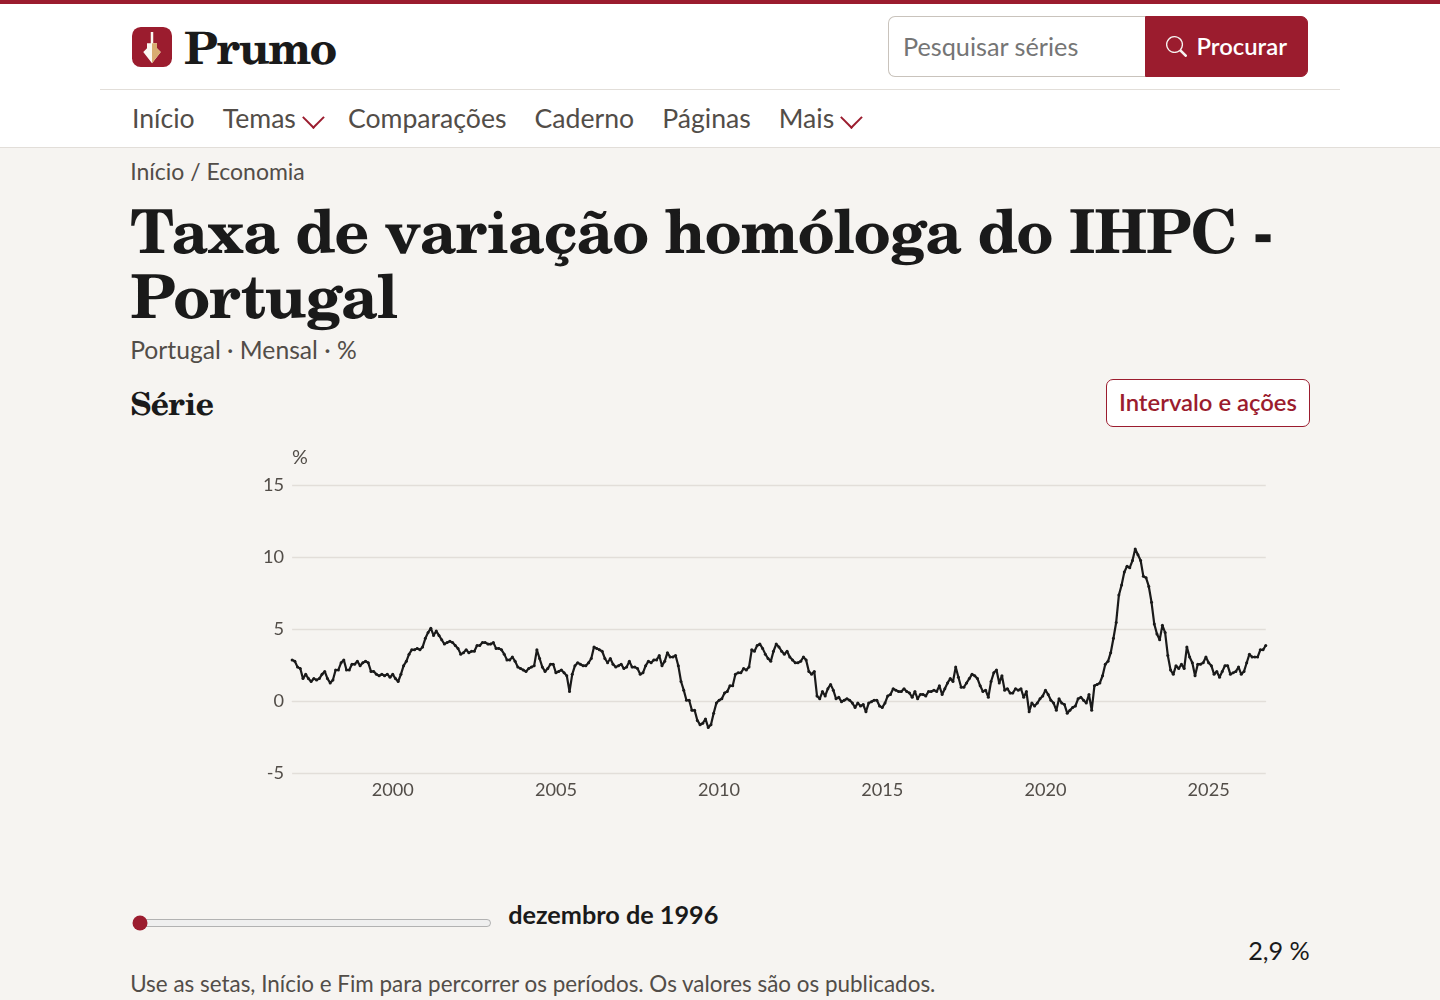 Prumo
Pesquisar séries
Procurar
Início Temas Comparações Caderno Páginas Mais
Início / Economia
Taxa de variação homóloga do IHPC -
Portugal
Portugal · Mensal · %
Série
Intervalo e ações
%
15
10
5
0
-5
2000 2005 2010 2015 2020 2025
dezembro de 1996
2,9 %
Use as setas, Início e Fim para percorrer os períodos. Os valores são os publicados.